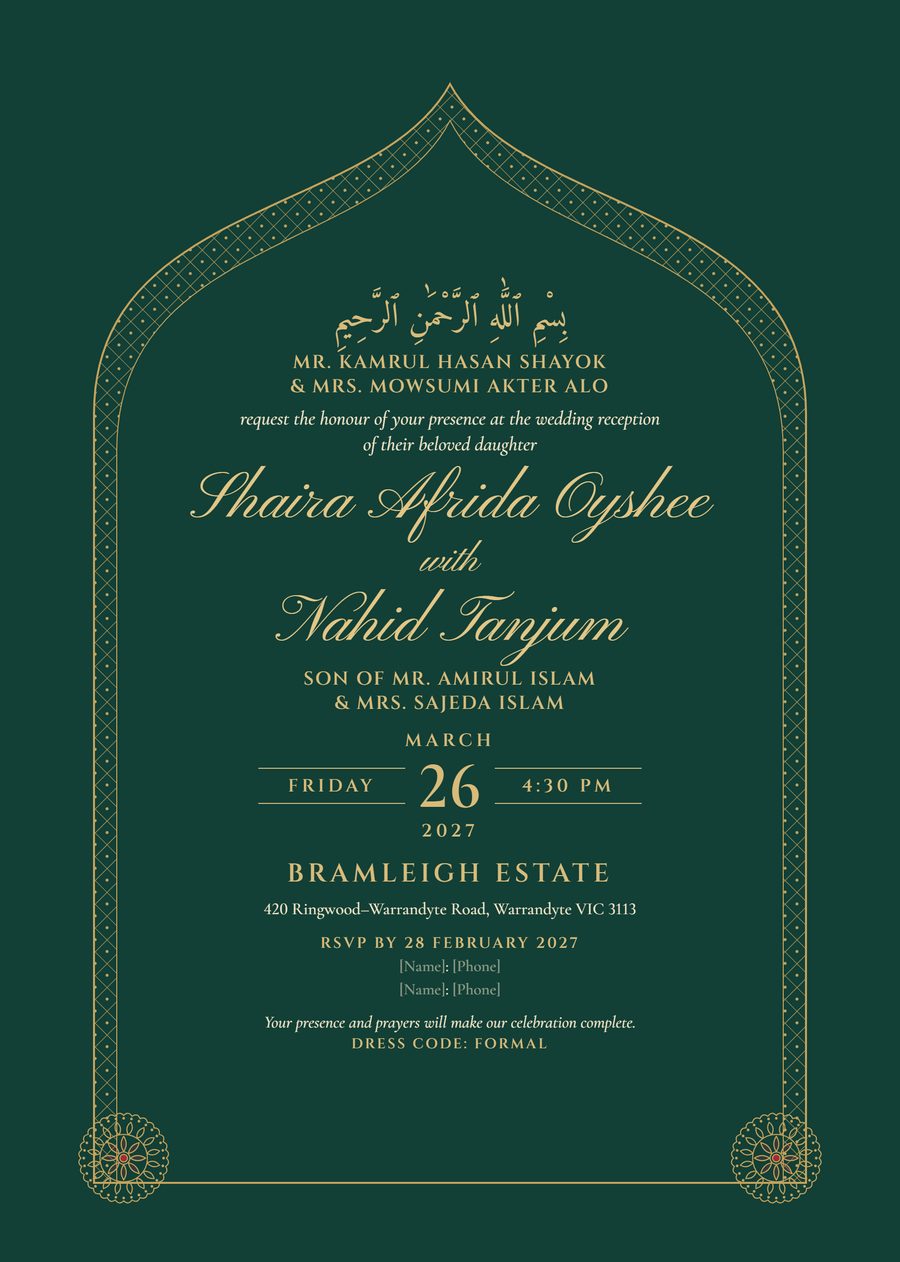 بِسْمِ ٱللَّهِ ٱلرَّحْمَٰنِ ٱلرَّحِيمِ
MR. KAMRUL HASAN SHAYOK
& MRS. MOWSUMI AKTER ALO
request the honour of your presence at the wedding reception
of their beloved daughter
Shaira Afrida Oyshee
with
Nahid Tanjum
SON OF MR. AMIRUL ISLAM
& MRS. SAJEDA ISLAM
MARCH
FRIDAY 26 4:30 PM
2027
BRAMLEIGH ESTATE
420 Ringwood–Warrandyte Road, Warrandyte VIC 3113
RSVP BY 28 FEBRUARY 2027
[Name]: [Phone]
[Name]: [Phone]
Your presence and prayers will make our celebration complete.
DRESS CODE: FORMAL